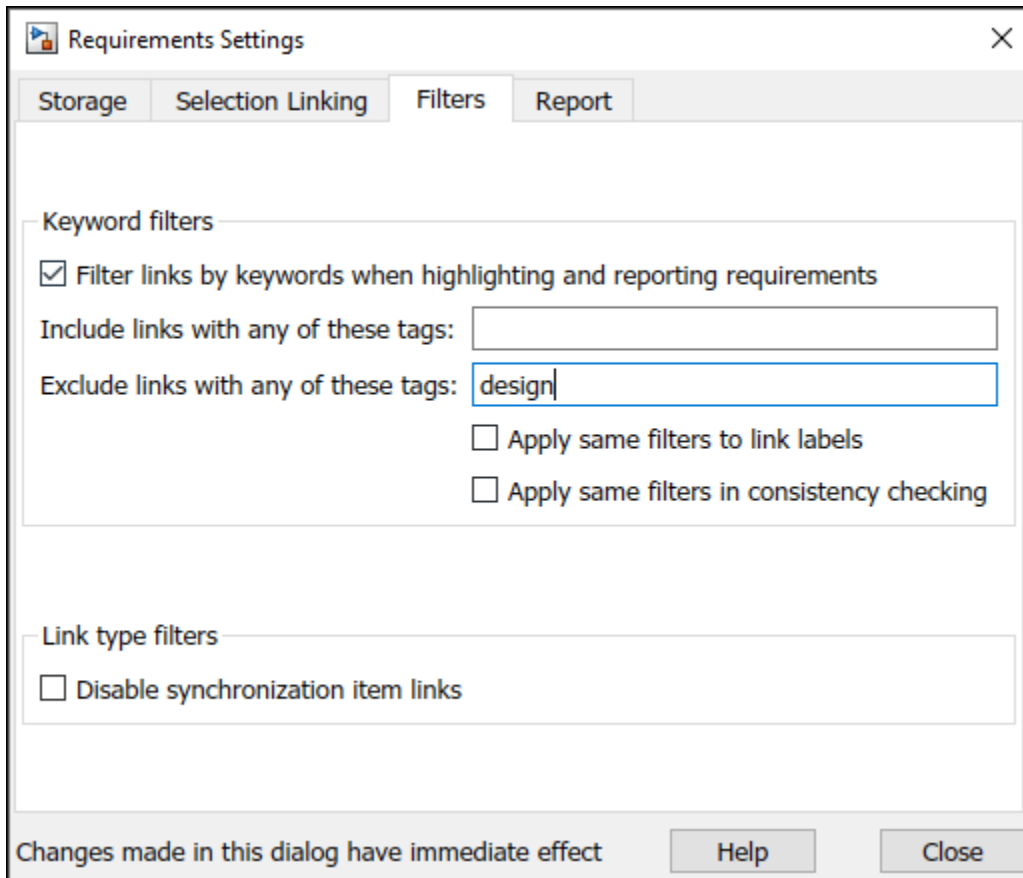 Requirements Settings
Storage Selection Linking Filters Report
Keyword filters
Filter links by keywords when highlighting and reporting requirements
Include links with any of these tags:
Exclude links with any of these tags: design
Apply same filters to link labels
Apply same filters in consistency checking
Link type filters
Disable synchronization item links
Changes made in this dialog have immediate effect Help Close